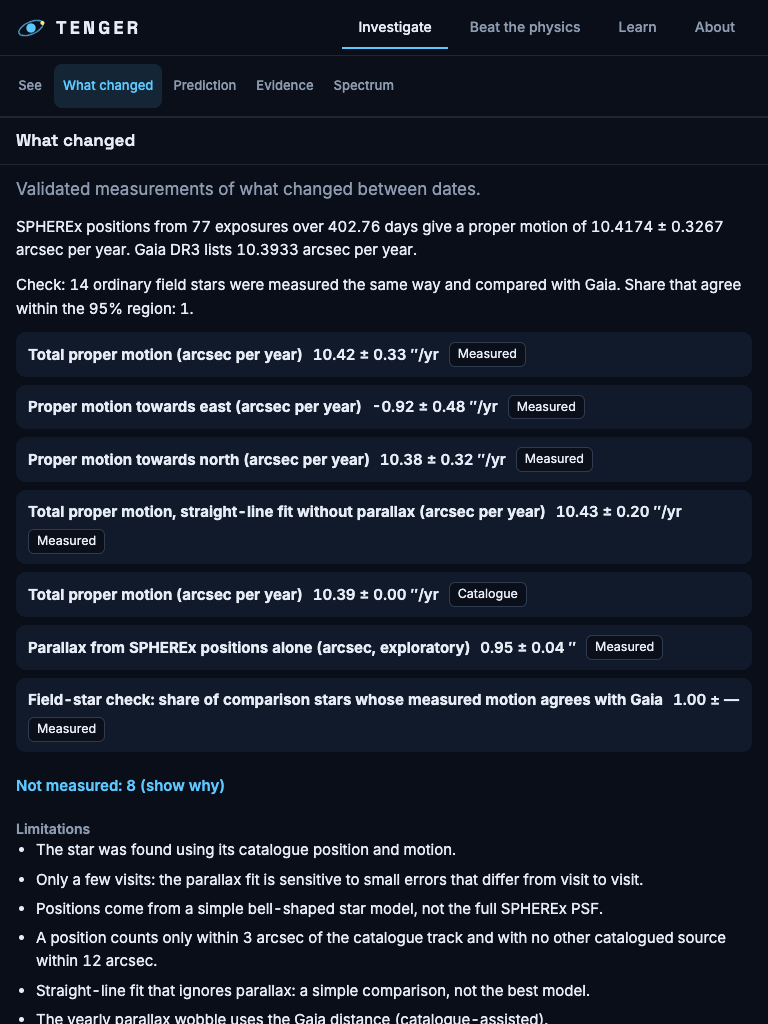 TENGER
Investigate
Beat the physics
Learn
About
See
What changed
Prediction
Evidence
Spectrum
What changed
Validated measurements of what changed between dates.
SPHEREx positions from 77 exposures over 402.76 days give a proper motion of 10.4174 ± 0.3267
arcsec per year. Gaia DR3 lists 10.3933 arcsec per year.
Check: 14 ordinary field stars were measured the same way and compared with Gaia. Share that agree
within the 95% region: 1.
Total proper motion (arcsec per year) 10.42 ± 0.33 ″/yr Measured
Proper motion towards east (arcsec per year) -0.92 ± 0.48 ″/yr Measured
Proper motion towards north (arcsec per year) 10.38 ± 0.32 ″/yr Measured
Total proper motion, straight-line fit without parallax (arcsec per year) 10.43 ± 0.20 ″/yr
Measured
Total proper motion (arcsec per year) 10.39 ± 0.00 ″/yr Catalogue
Parallax from SPHEREx positions alone (arcsec, exploratory) 0.95 ± 0.04 ″ Measured
Field-star check: share of comparison stars whose measured motion agrees with Gaia 1.00 ± —
Measured
Not measured: 8 (show why)
Limitations
• The star was found using its catalogue position and motion.
• Only a few visits: the parallax fit is sensitive to small errors that differ from visit to visit.
• Positions come from a simple bell-shaped star model, not the full SPHEREx PSF.
• A position counts only within 3 arcsec of the catalogue track and with no other catalogued source
within 12 arcsec.
• Straight-line fit that ignores parallax: a simple comparison, not the best model.
• The yearly parallax wobble uses the Gaia distance (catalogue-assisted).